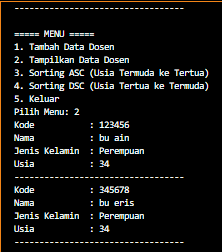 ----------------------------------
===== MENU =====
1. Tambah Data Dosen
2. Tampilkan Data Dosen
3. Sorting ASC (Usia Termuda ke Tertua)
4. Sorting DSC (Usia Tertua ke Termuda)
5. Keluar
Pilih Menu: 2
Kode          : 123456
Nama          : bu ain
Jenis Kelamin : Perempuan
Usia          : 34
----------------------------------
Kode          : 345678
Nama          : bu eris
Jenis Kelamin : Perempuan
Usia          : 34
----------------------------------